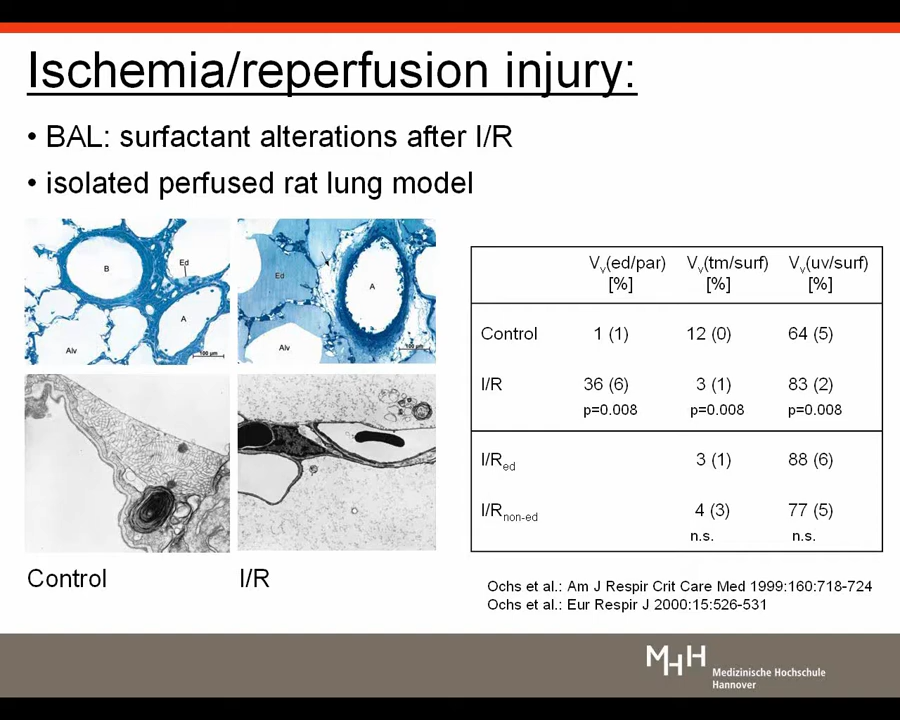 Ischemia/reperfusion injury:
• BAL: surfactant alterations after I/R
• isolated perfused rat lung model
B
Ed
A
Alv
100 µm
Ed
A
Alv
100 µm
Control
I/R
Vv(ed/par) Vv(tm/surf) Vv(uv/surf)
[%] [%] [%]
Control 1 (1) 12 (0) 64 (5)
I/R 36 (6) 3 (1) 83 (2)
p=0.008 p=0.008 p=0.008
I/Red 3 (1) 88 (6)
I/Rnon-ed 4 (3) 77 (5)
n.s. n.s.
Ochs et al.: Am J Respir Crit Care Med 1999:160:718-724
Ochs et al.: Eur Respir J 2000:15:526-531
MHH
Medizinische Hochschule
Hannover